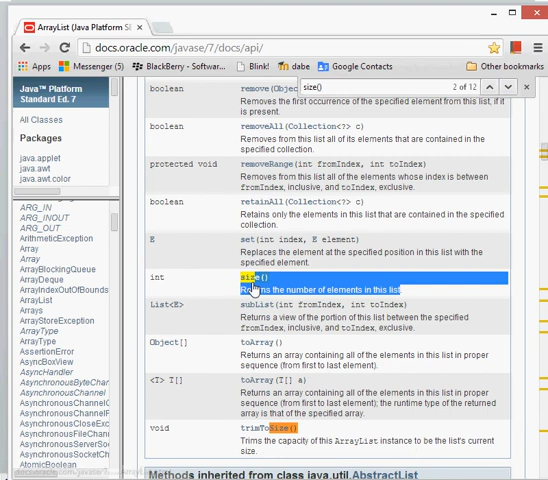 ArrayList (Java Platform SE
docs.oracle.com/javase/7/docs/api/
Apps
Messenger (5)
BlackBerry - Softwar...
Blink!
dabe
Google Contacts
Other bookmarks
size()
2 of 12
Java™ Platform
Standard Ed. 7
All Classes
Packages
java.applet
java.awt
java.awt.color
ARG_IN
ARG_INOUT
ARG_OUT
ArithmeticException
Array
Array
ArrayBlockingQueue
ArrayDeque
ArrayIndexOutOfBounds
ArrayList
Arrays
ArrayStoreException
ArrayType
ArrayType
AssertionError
AsyncBoxView
AsyncHandler
AsynchronousByteChar
AsynchronousChannel
AsynchronousChannelF
AsynchronousChannelP
AsynchronousCloseExc
AsynchronousFileChan
AsynchronousServerSo
AsynchronousSocketCh
AtomicBoolean
boolean remove(Objec
Removes the first occurrence of the specified element from this list, if it
is present.
boolean removeAll(Collection<?> c)
Removes from this list all of its elements that are contained in the
specified collection.
protected void removeRange(int fromIndex, int toIndex)
Removes from this list all of the elements whose index is between
fromIndex, inclusive, and toIndex, exclusive.
boolean retainAll(Collection<?> c)
Retains only the elements in this list that are contained in the specified
collection.
E set(int index, E element)
Replaces the element at the specified position in this list with the
specified element.
int size()
Returns the number of elements in this list
List<E> subList(int fromIndex, int toIndex)
Returns a view of the portion of this list between the specified
fromIndex, inclusive, and toIndex, exclusive.
Object[] toArray()
Returns an array containing all of the elements in this list in proper
sequence (from first to last element).
<T> T[] toArray(T[] a)
Returns an array containing all of the elements in this list in proper
sequence (from first to last element); the runtime type of the returned
array is that of the specified array.
void trimToSize()
Trims the capacity of this ArrayList instance to be the list's current
size.
Methods inherited from class java.util.AbstractList